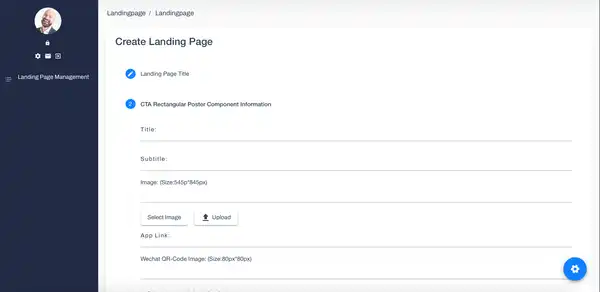 Landingpage / Landingpage
Create Landing Page
Landing Page Management
Landing Page Title
2 CTA Rectangular Poster Component Information
Title:
Subtitle:
Image: (Size:545p*845px)
Select Image Upload
App Link:
Wechat QR-Code Image: (Size:80px*80px)